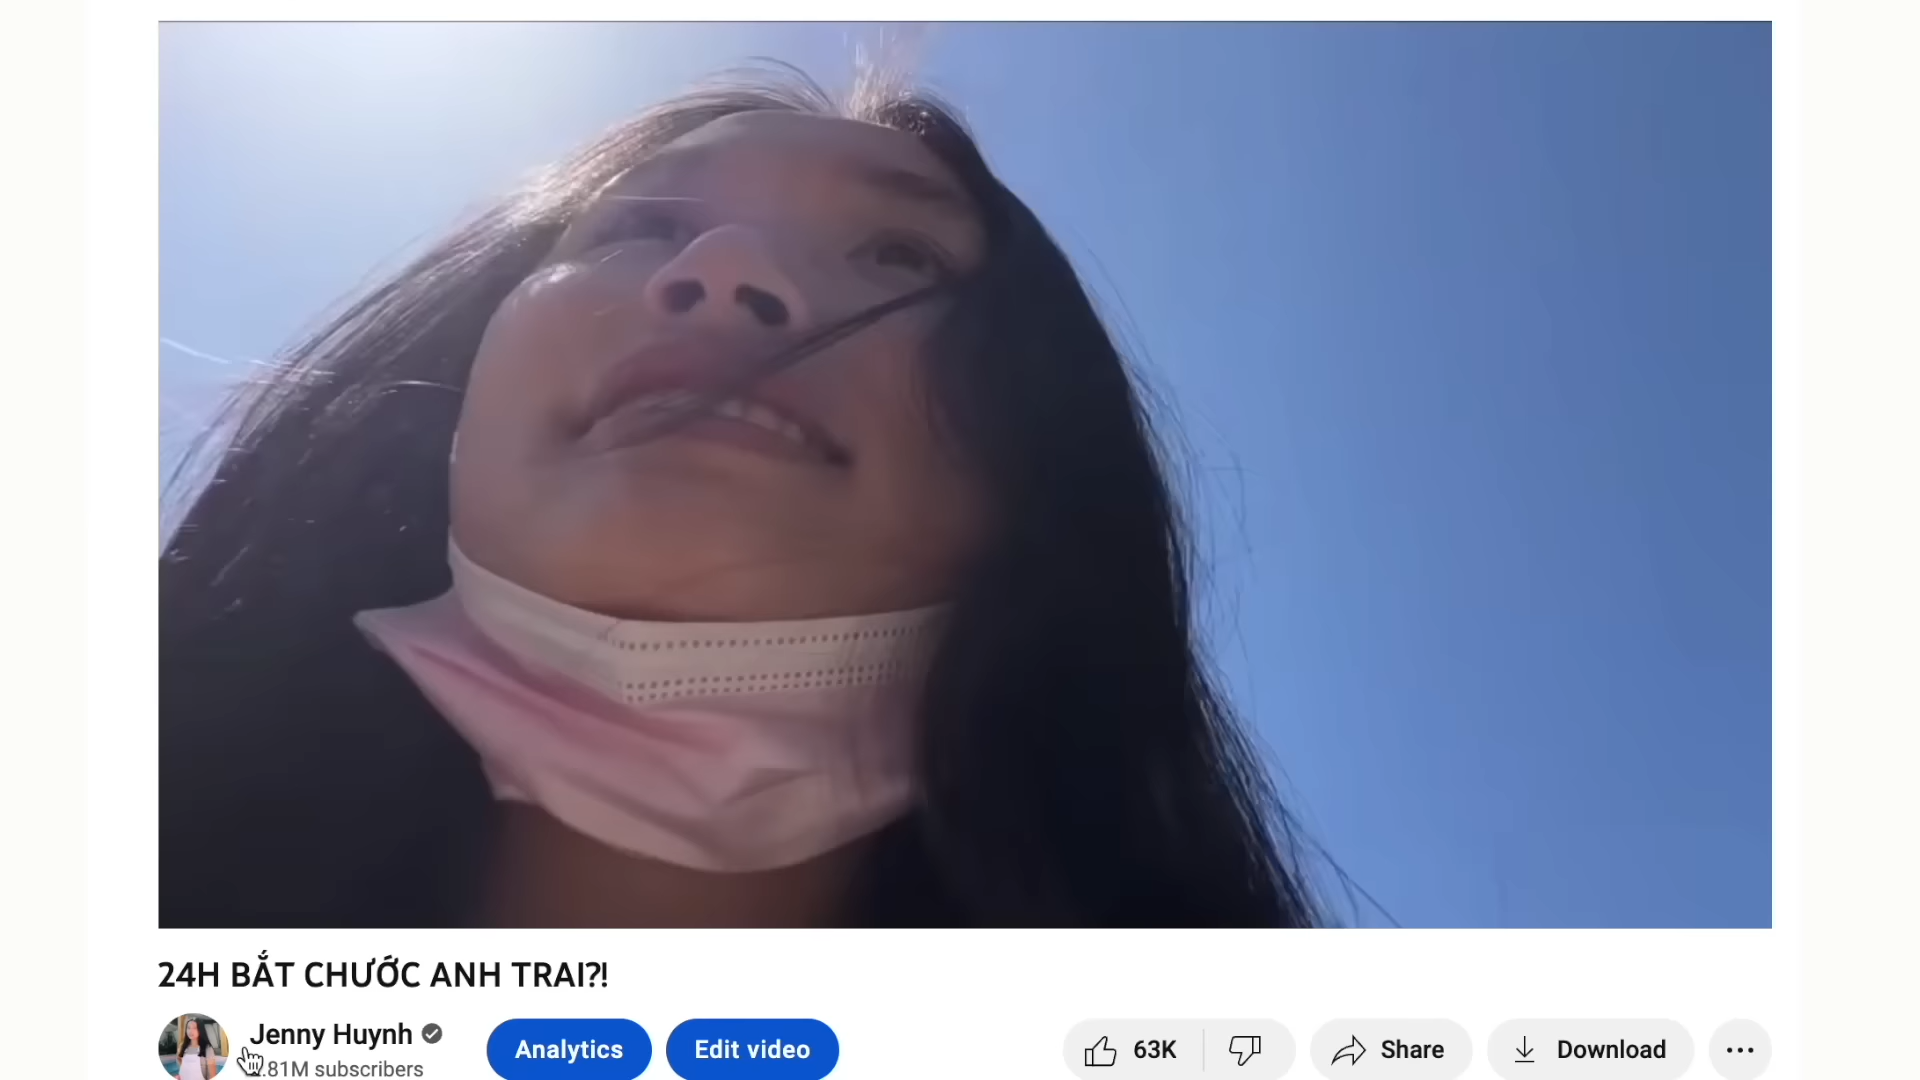 24H BẮT CHƯỚC ANH TRAI?!
Jenny Huynh
.81M subscribers
Analytics
Edit video
63K
Share
Download